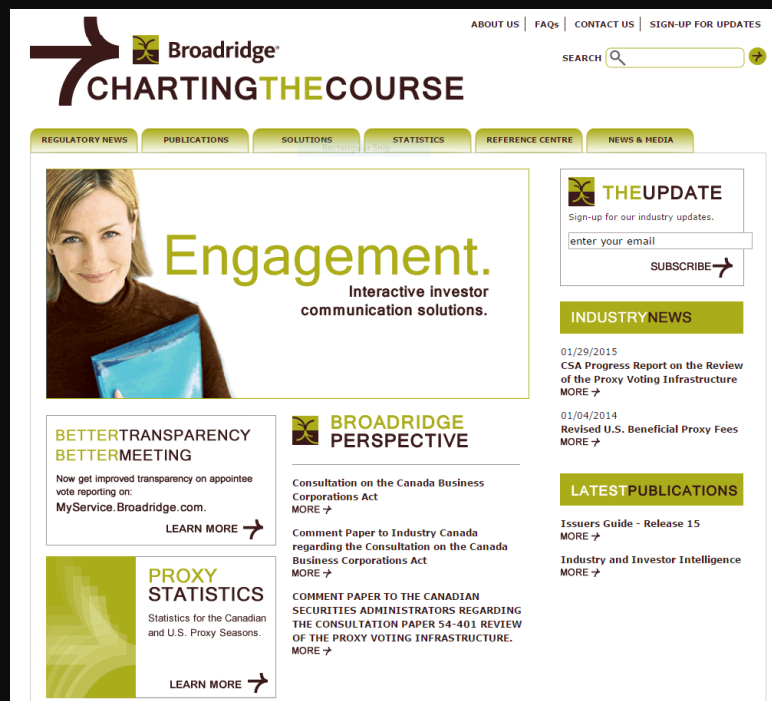 ABOUT US | FAQs | CONTACT US | SIGN-UP FOR UPDATES
Broadridge®
CHARTINGTHECOURSE
SEARCH
REGULATORY NEWS
PUBLICATIONS
SOLUTIONS
STATISTICS
REFERENCE CENTRE
NEWS & MEDIA
Rectangular Snip
Engagement.
Interactive investor
communication solutions.
THEUPDATE
Sign-up for our industry updates.
enter your email
SUBSCRIBE
INDUSTRYNEWS
01/29/2015
CSA Progress Report on the Review
of the Proxy Voting Infrastructure
MORE
01/04/2014
Revised U.S. Beneficial Proxy Fees
MORE
LATESTPUBLICATIONS
Issuers Guide - Release 15
MORE
Industry and Investor Intelligence
MORE
BETTERTRANSPARENCY
BETTERMEETING
Now get improved transparency on appointee
vote reporting on:
MyService.Broadridge.com.
LEARN MORE
PROXY
STATISTICS
Statistics for the Canadian
and U.S. Proxy Seasons.
LEARN MORE
BROADRIDGE
PERSPECTIVE
Consultation on the Canada Business
Corporations Act
MORE
Comment Paper to Industry Canada
regarding the Consultation on the Canada
Business Corporations Act
MORE
COMMENT PAPER TO THE CANADIAN
SECURITIES ADMINISTRATORS REGARDING
THE CONSULTATION PAPER 54-401 REVIEW
OF THE PROXY VOTING INFRASTRUCTURE.
MORE